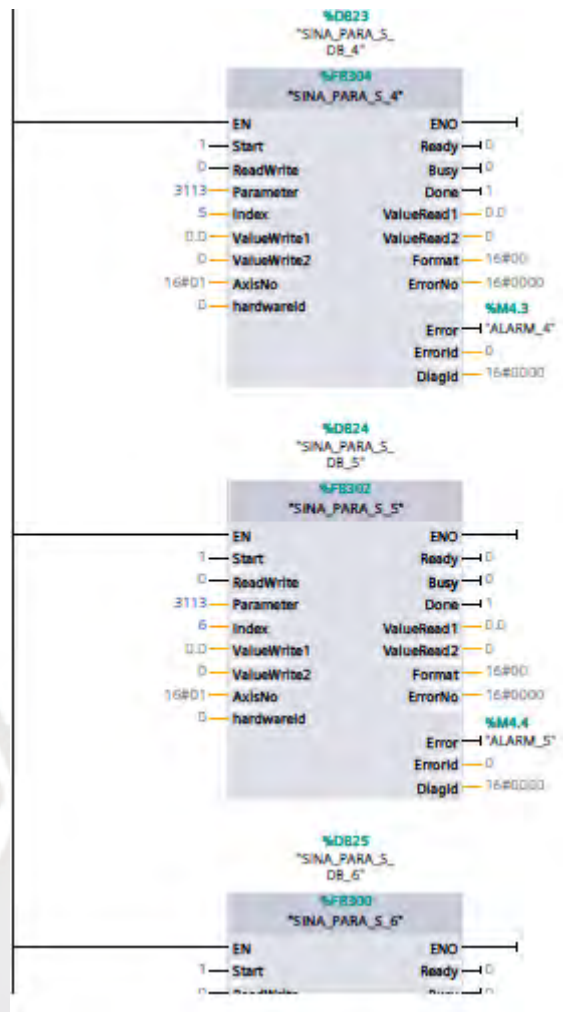 %DB23
"SINA_PARA_S_
DB_4"
%FB304
"SINA_PARA_S_4"
EN ENO
1 Start Ready 0
0 ReadWrite Busy 0
3113 Parameter Done 1
5 Index ValueRead1 0.0
0.0 ValueWrite1 ValueRead2 0
0 ValueWrite2 Format 16#00
16#01 AxisNo ErrorNo 16#0000
0 hardwareId %M4.3
Error "ALARM_4"
ErrorId 0
DiagId 16#0000
%DB24
"SINA_PARA_S_
DB_5"
%FB302
"SINA_PARA_S_5"
EN ENO
1 Start Ready 0
0 ReadWrite Busy 0
3113 Parameter Done 1
6 Index ValueRead1 0.0
0.0 ValueWrite1 ValueRead2 0
0 ValueWrite2 Format 16#00
16#01 AxisNo ErrorNo 16#0000
0 hardwareId %M4.4
Error "ALARM_5"
ErrorId 0
DiagId 16#0000
%DB25
"SINA_PARA_S_
DB_6"
%FB300
"SINA_PARA_S_6"
EN ENO
1 Start Ready 0